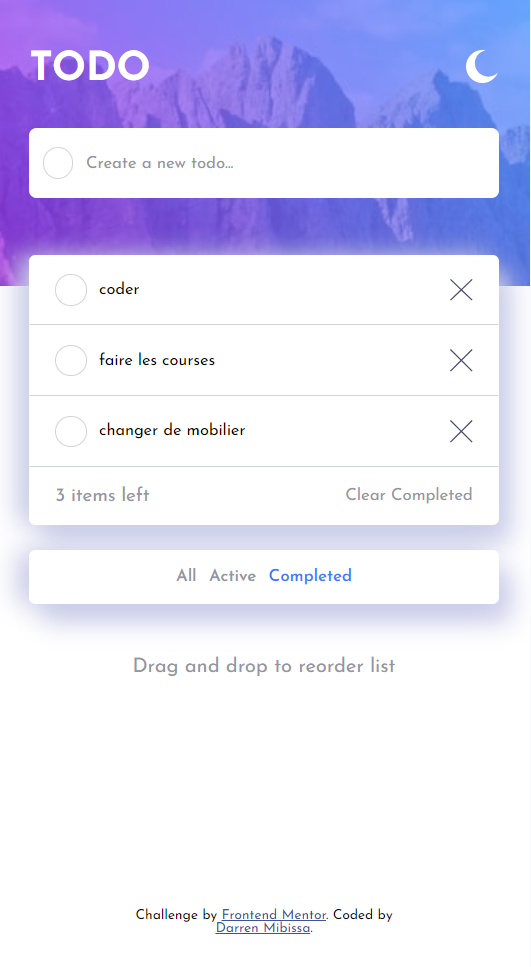 TODO
Create a new todo...
coder
faire les courses
changer de mobilier
3 items left Clear Completed
All Active Completed
Drag and drop to reorder list
Challenge by Frontend Mentor. Coded by
Darren Mibissa.